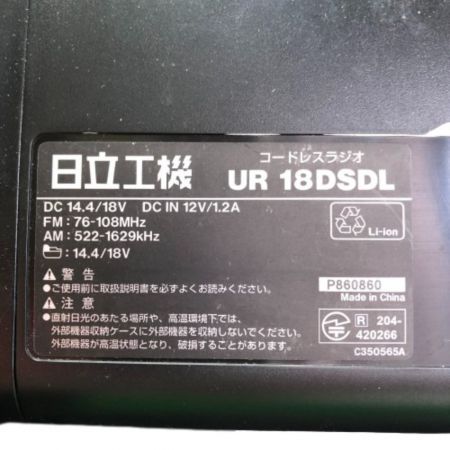 コードレスラジオ
日立工機 UR 18DSDL
DC 14.4/18V DC IN 12V/1.2A
FM : 76-108MHz
AM : 522-1629kHz
: 14.4/18V
Li-ion
⚠ 警告
●ご使用前に取扱説明書を必ずよくお読みください。
⚠ 注意
●直射日光のあたる場所や、高温環境下では、
外部機器収納ケースに外部機器を収納しないでください。
外部機器が高温状態となり、破損することがあります。
P860860
Made in China
R 204-
420266
C350565A